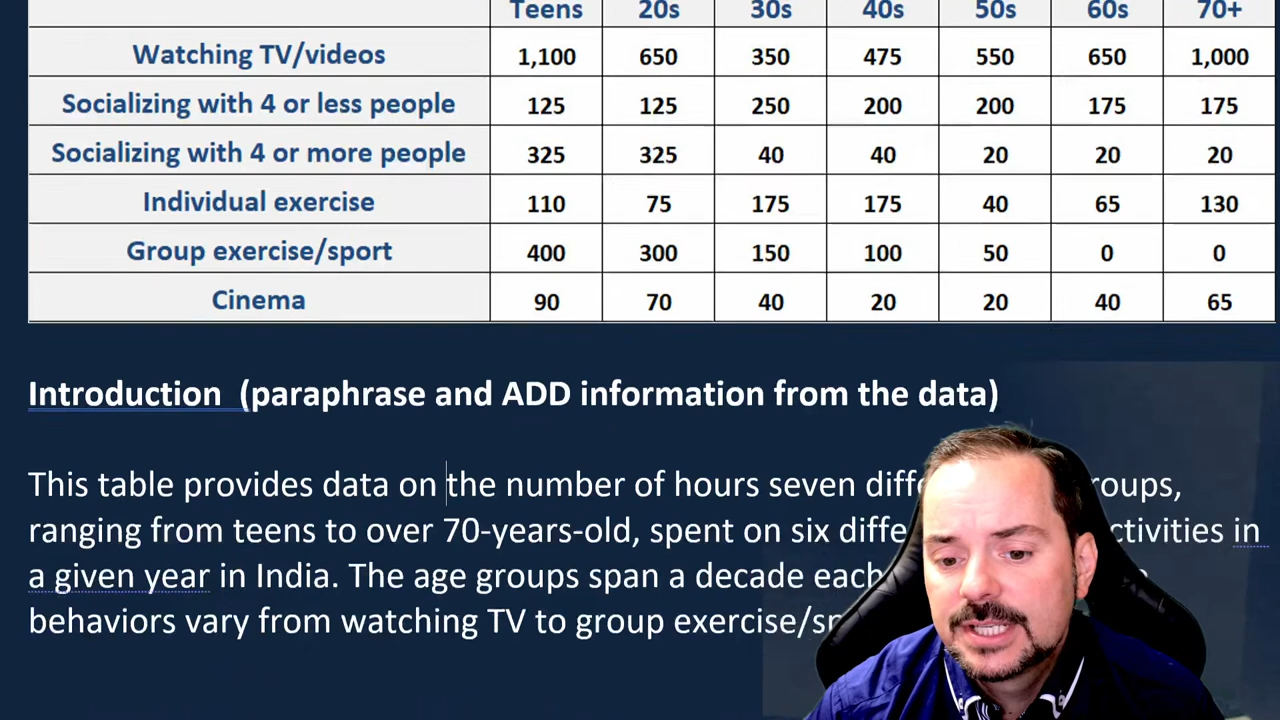 Teens 20s 30s 40s 50s 60s 70+
Watching TV/videos 1,100 650 350 475 550 650 1,000
Socializing with 4 or less people 125 125 250 200 200 175 175
Socializing with 4 or more people 325 325 40 40 20 20 20
Individual exercise 110 75 175 175 40 65 130
Group exercise/sport 400 300 150 100 50 0 0
Cinema 90 70 40 20 20 40 65
Introduction (paraphrase and ADD information from the data)
This table provides data on the number of hours seven
ranging from teens to over 70-years-old, spent on six in
a given year in India. The age groups span a decade each
behaviors vary from watching TV to group